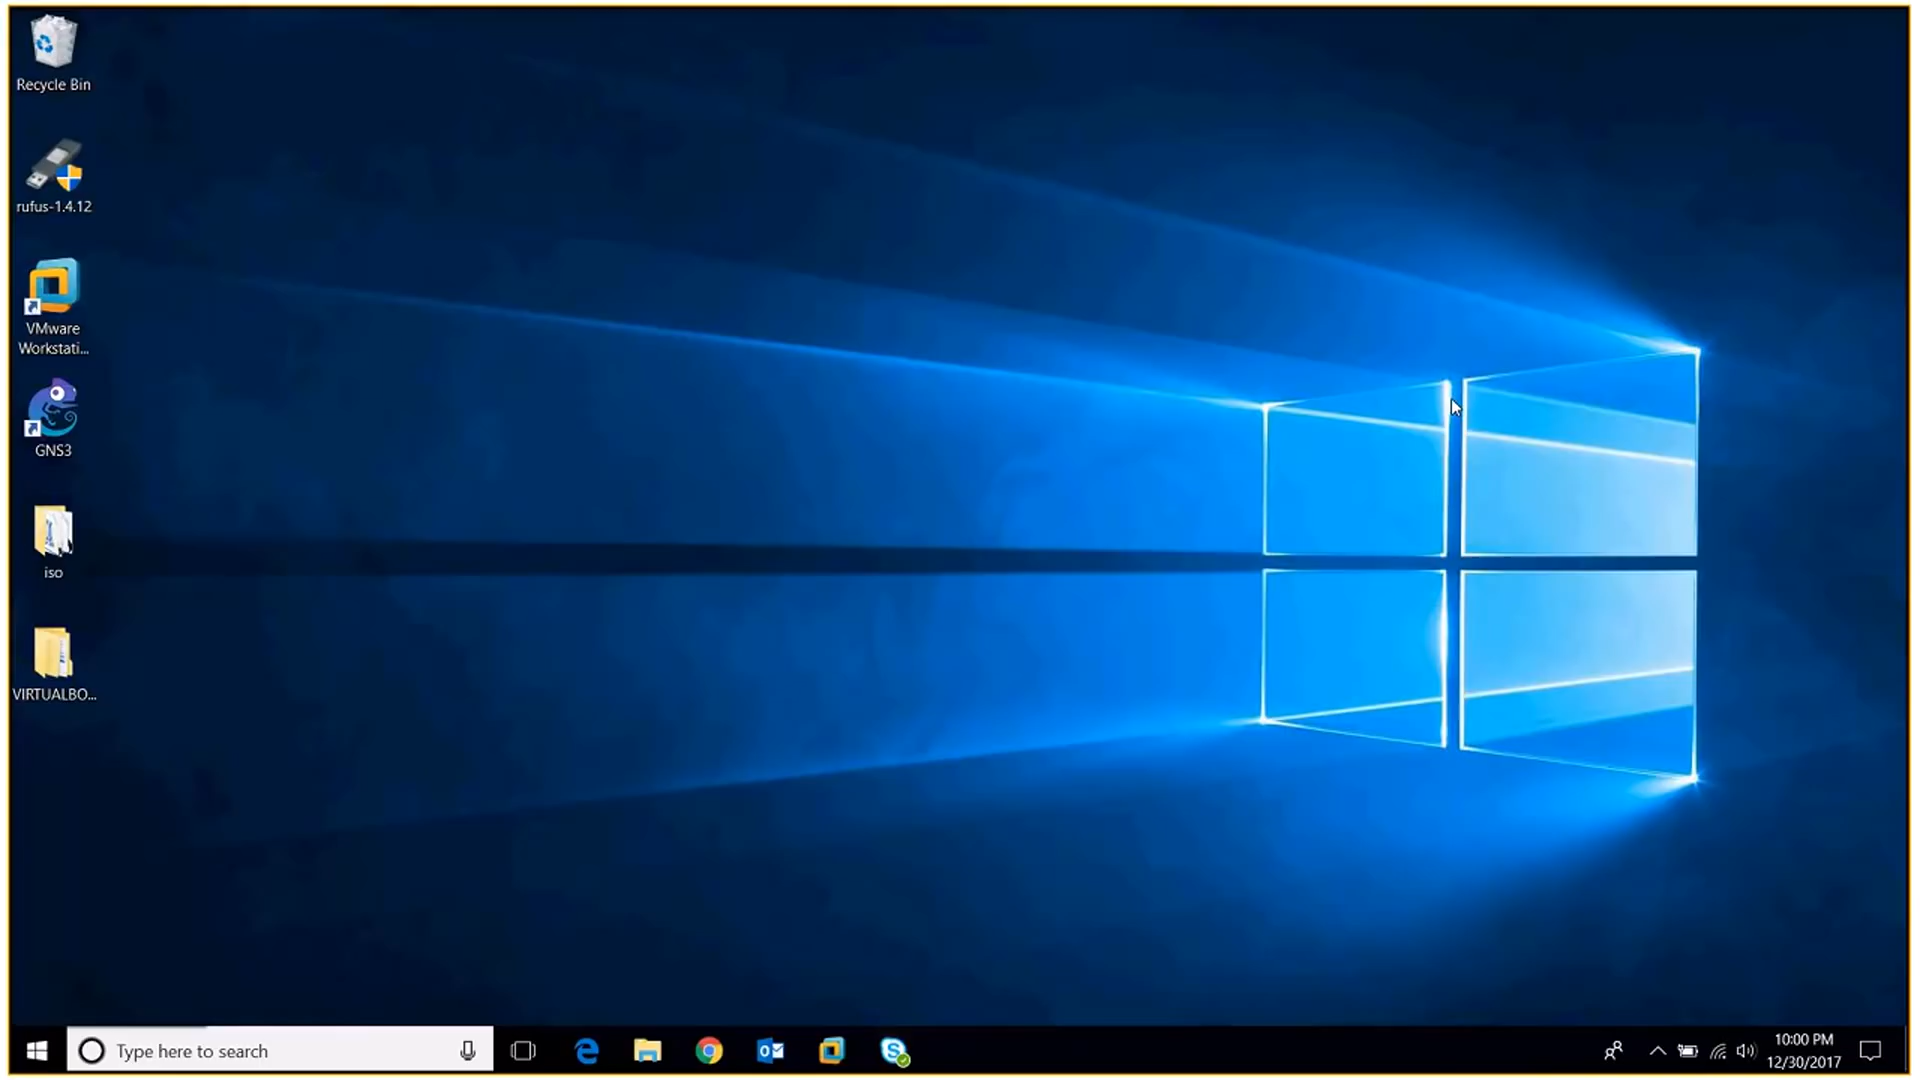 Recycle Bin
rufus-1.4.12
VMware
Workstati...
GNS3
iso
VIRTUALBO...
Type here to search
10:00 PM
12/30/2017